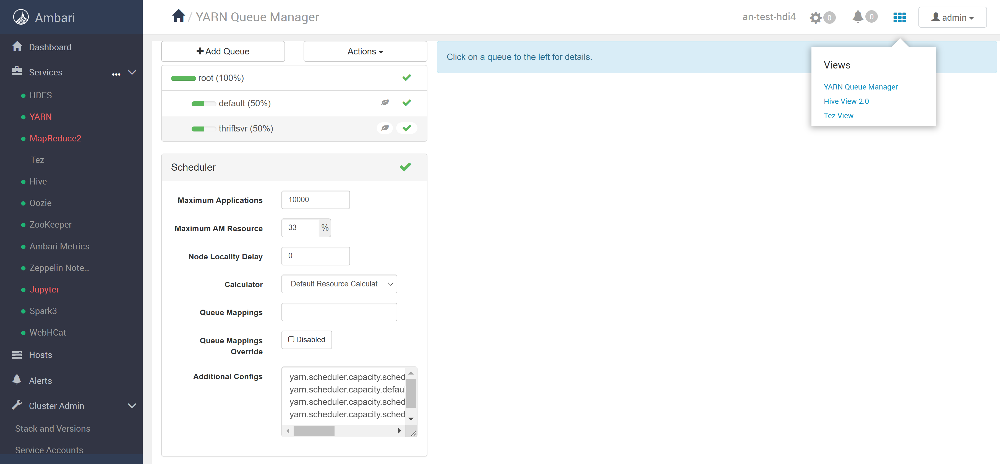 Ambari
Dashboard
Services
HDFS
YARN
MapReduce2
Tez
Hive
Oozie
ZooKeeper
Ambari Metrics
Zeppelin Note...
Jupyter
Spark3
WebHCat
Hosts
Alerts
Cluster Admin
Stack and Versions
Service Accounts
/ YARN Queue Manager
an-test-hdi4
0
0
admin
Add Queue
Actions
root (100%)
default (50%)
thriftsvr (50%)
Scheduler
Maximum Applications
10000
Maximum AM Resource
33
%
Node Locality Delay
0
Calculator
Default Resource Calculat
Queue Mappings
Queue Mappings
Override
Disabled
Additional Configs
yarn.scheduler.capacity.sched
yarn.scheduler.capacity.defaul
yarn.scheduler.capacity.sched
yarn.scheduler.capacity.sched
Click on a queue to the left for details.
Views
YARN Queue Manager
Hive View 2.0
Tez View